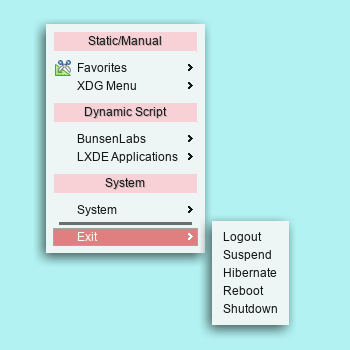 Static/Manual
Favorites
XDG Menu
Dynamic Script
BunsenLabs
LXDE Applications
System
System
Exit
Logout
Suspend
Hibernate
Reboot
Shutdown